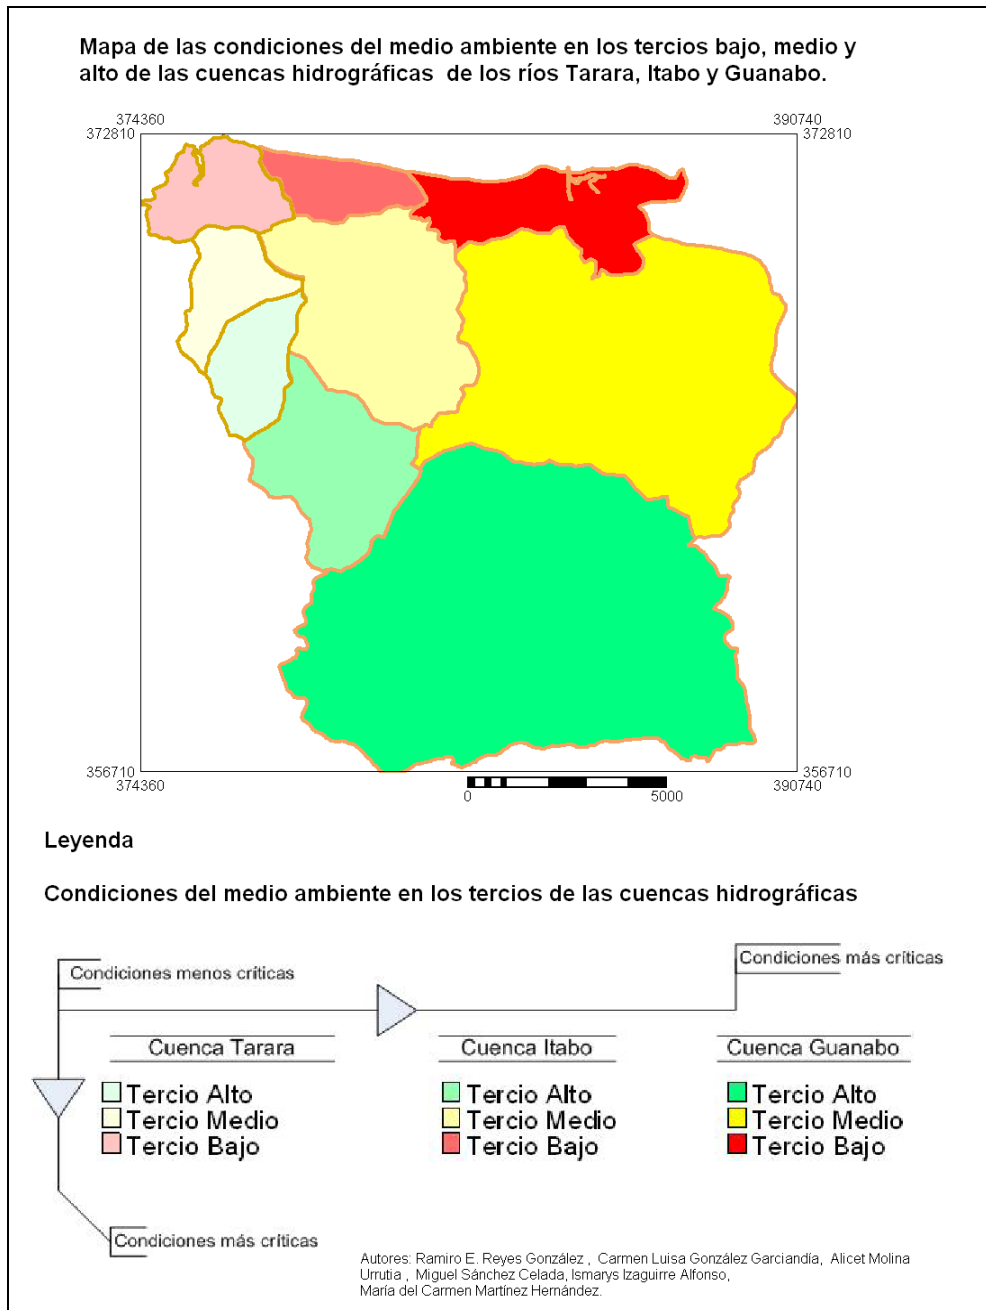 Mapa de las condiciones del medio ambiente en los tercios bajo, medio y
alto de las cuencas hidrográficas de los ríos Tarara, Itabo y Guanabo.
374360
390740
372810
372810
356710
356710
374360
390740
0
5000
Leyenda
Condiciones del medio ambiente en los tercios de las cuencas hidrográficas
Condiciones menos críticas
Condiciones más críticas
Cuenca Tarara
Cuenca Itabo
Cuenca Guanabo
Tercio Alto
Tercio Alto
Tercio Alto
Tercio Medio
Tercio Medio
Tercio Medio
Tercio Bajo
Tercio Bajo
Tercio Bajo
Condiciones más críticas
Autores: Ramiro E. Reyes González , Carmen Luisa González Garciandía, Alicet Molina
Urrutia , Miguel Sánchez Celada, Ismarys Izaguirre Alfonso,
María del Carmen Martínez Hernández.